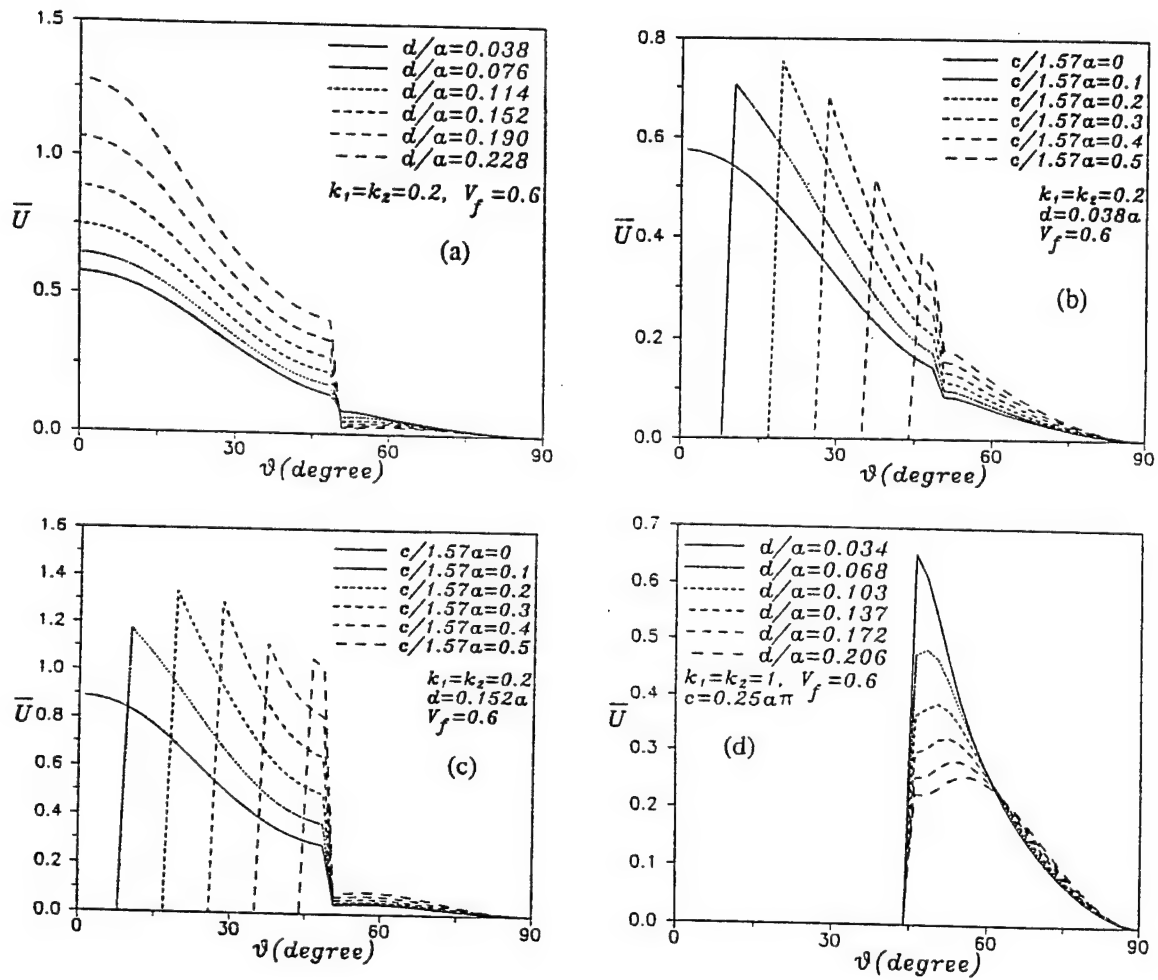 1.5
1.0
0.5
0.0
U
d/a=0.038
d/a=0.076
d/a=0.114
d/a=0.152
d/a=0.190
d/a=0.228
k₁=k₂=0.2, V_f=0.6
(a)
0 30 60 90
ϑ(degree)
0.8
0.6
0.4
0.2
0.0
U
c/1.57a=0
c/1.57a=0.1
c/1.57a=0.2
c/1.57a=0.3
c/1.57a=0.4
c/1.57a=0.5
k₁=k₂=0.2
d=0.038a
V_f=0.6
(b)
0 30 60 90
ϑ(degree)
1.6
1.4
1.2
1.0
0.8
0.6
0.4
0.2
0.0
U
c/1.57a=0
c/1.57a=0.1
c/1.57a=0.2
c/1.57a=0.3
c/1.57a=0.4
c/1.57a=0.5
k₁=k₂=0.2
d=0.152a
V_f=0.6
(c)
0 30 60 90
ϑ(degree)
0.7
0.6
0.5
0.4
0.3
0.2
0.1
0.0
U
d/a=0.034
d/a=0.068
d/a=0.103
d/a=0.137
d/a=0.172
d/a=0.206
k₁=k₂=1, V_f=0.6
c=0.25aπ
(d)
0 30 60 90
ϑ(degree)